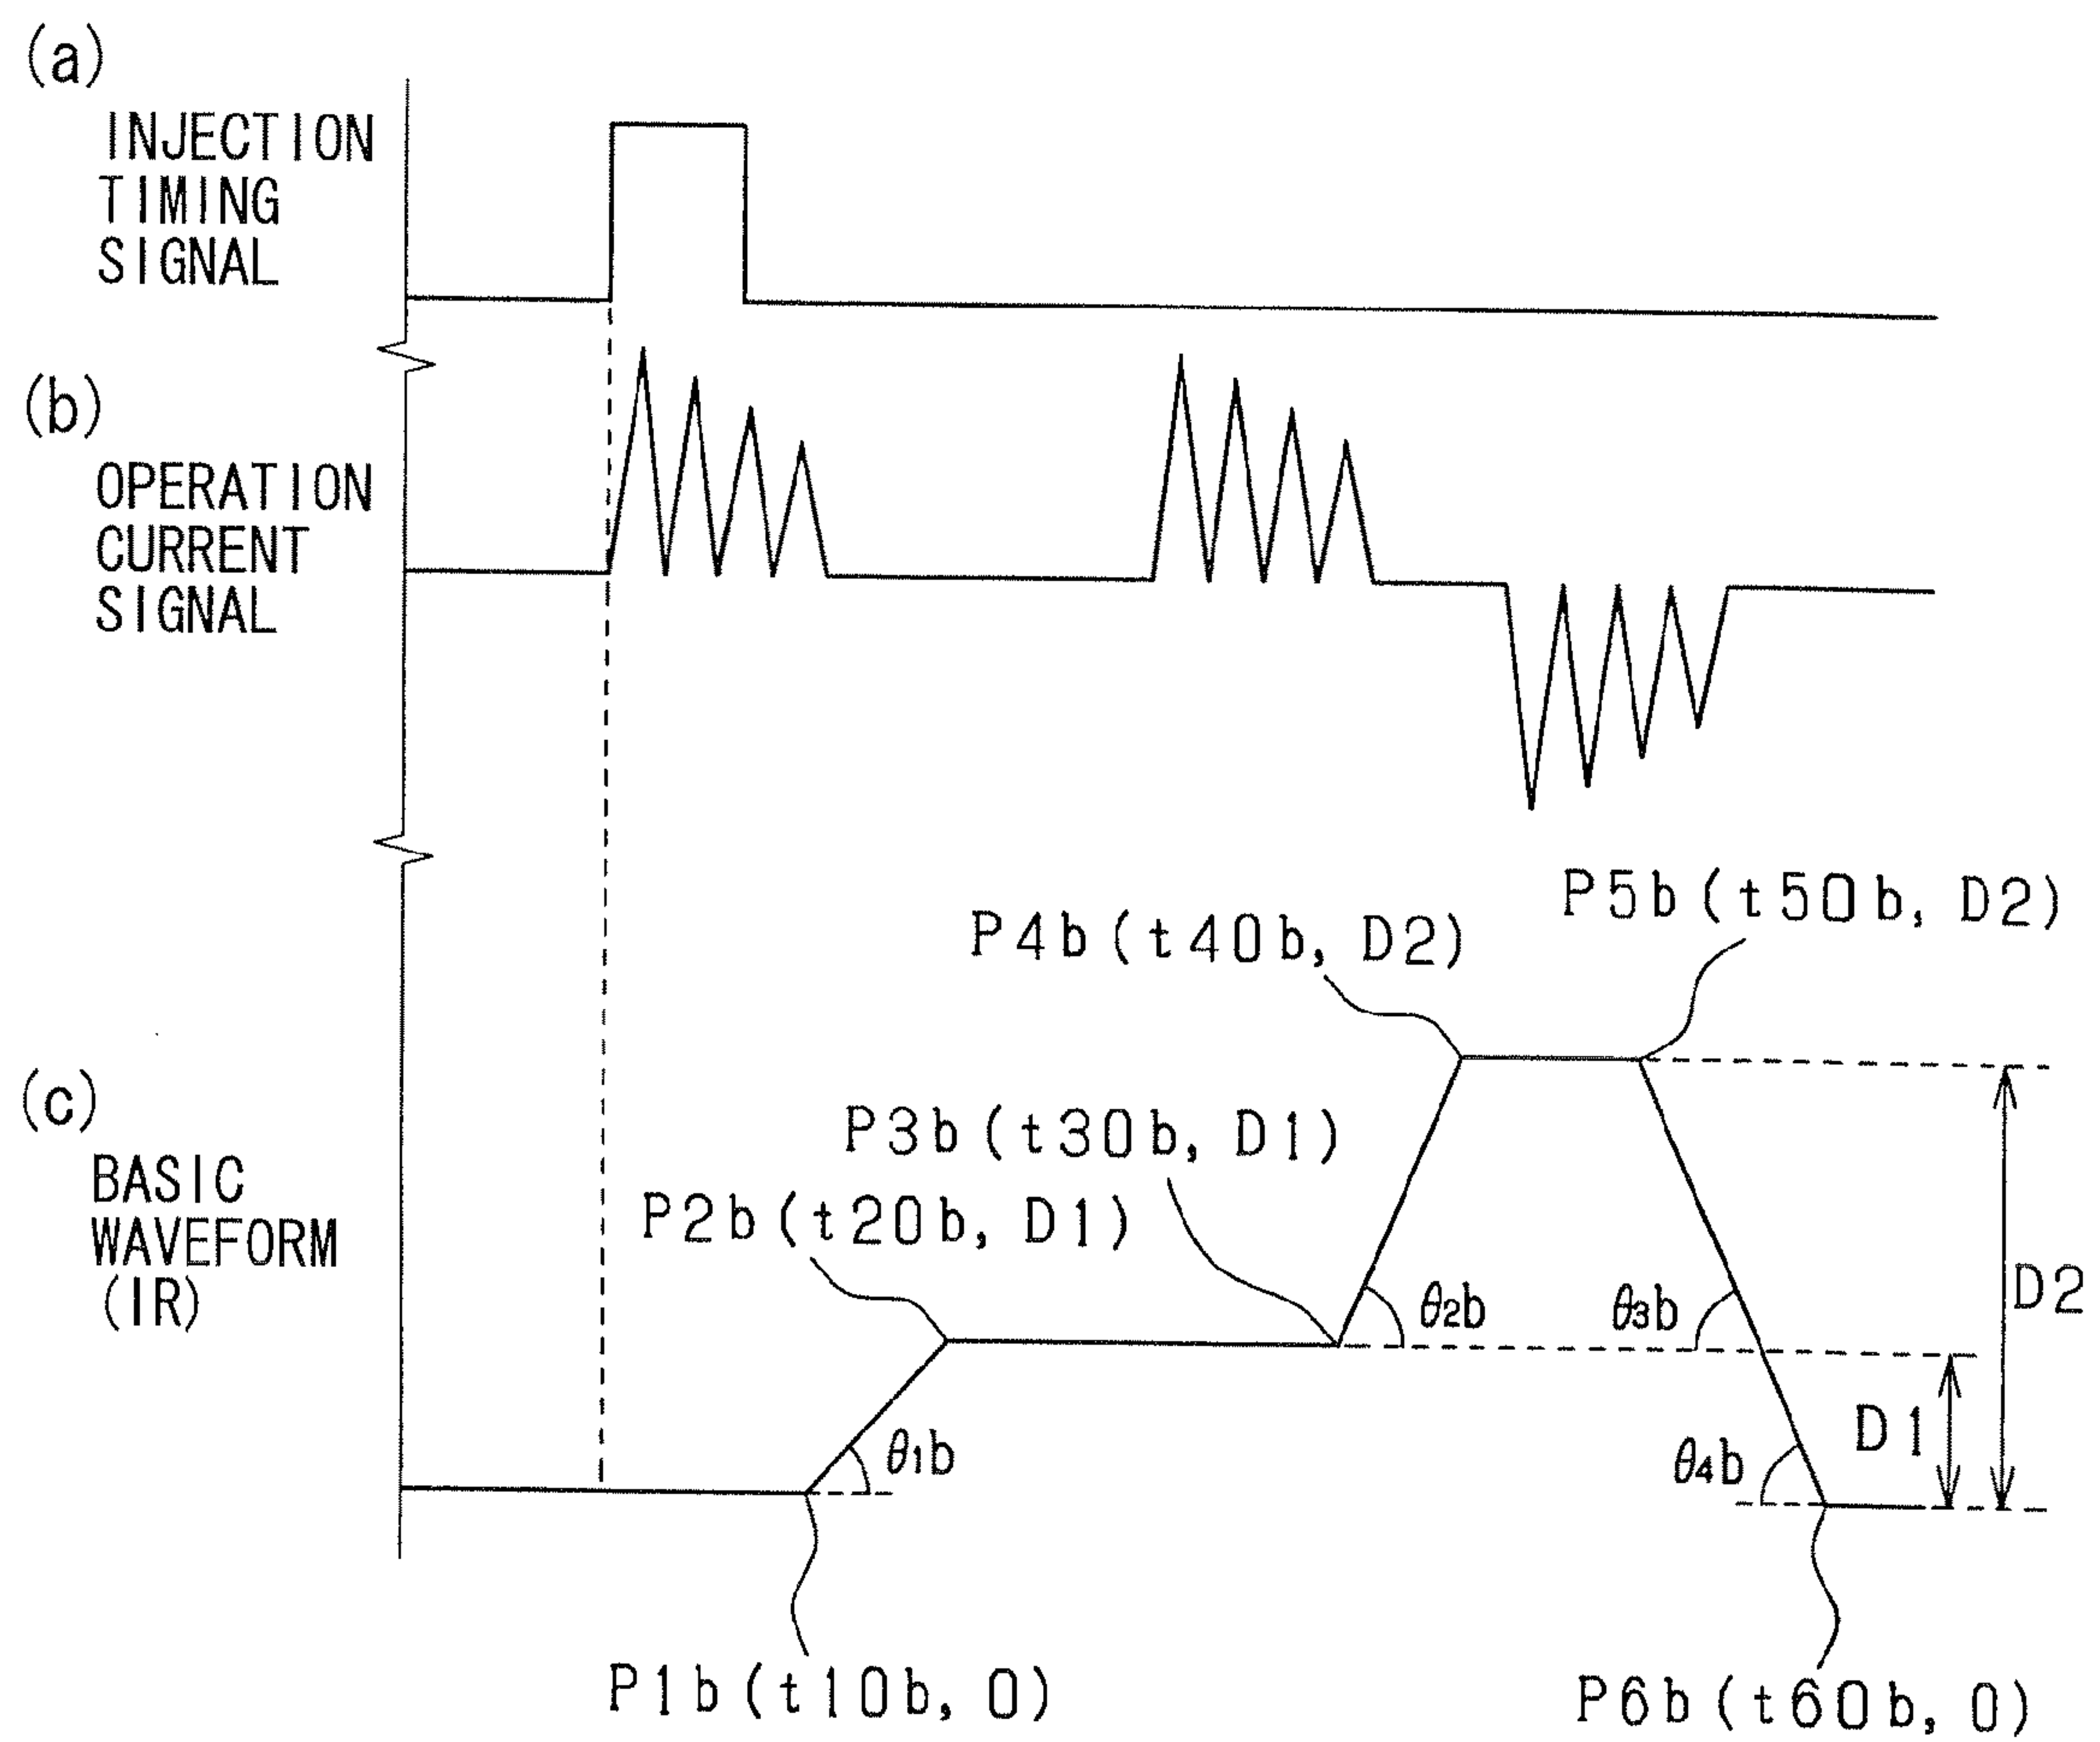 (a)
INJECTION
TIMING
SIGNAL
(b)
OPERATION
CURRENT
SIGNAL
P5b(t50b, D2)
P4b(t40b, D2)
(c)
P3b(t30b, D1)
BASIC
WAVEFORM
(IR)
P2b(t20b, D1)
θ2b
θ3b
D2
D1
θ1b
θ4b
P1b(t10b, 0)
P6b(t60b, 0)